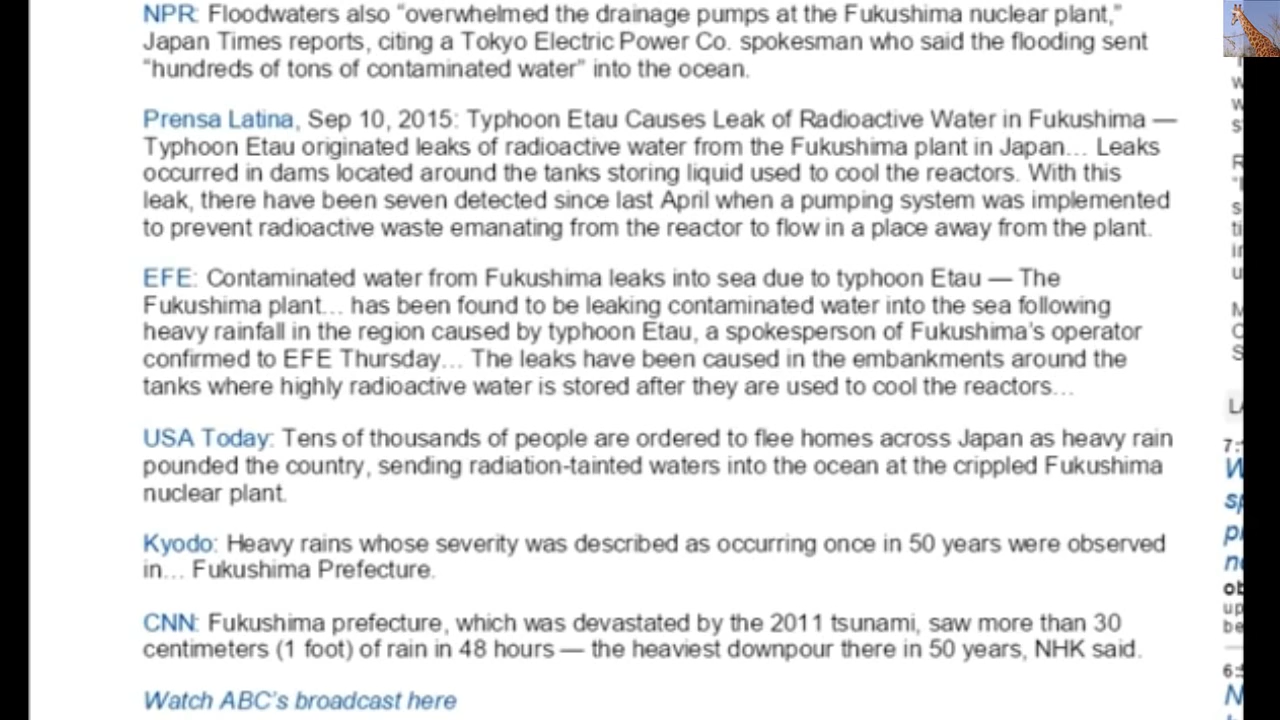 NPR: Floodwaters also “overwhelmed the drainage pumps at the Fukushima nuclear plant,”
Japan Times reports, citing a Tokyo Electric Power Co. spokesman who said the flooding sent
“hundreds of tons of contaminated water” into the ocean.
Prensa Latina, Sep 10, 2015: Typhoon Etau Causes Leak of Radioactive Water in Fukushima —
Typhoon Etau originated leaks of radioactive water from the Fukushima plant in Japan… Leaks
occurred in dams located around the tanks storing liquid used to cool the reactors. With this
leak, there have been seven detected since last April when a pumping system was implemented
to prevent radioactive waste emanating from the reactor to flow in a place away from the plant.
EFE: Contaminated water from Fukushima leaks into sea due to typhoon Etau — The
Fukushima plant… has been found to be leaking contaminated water into the sea following
heavy rainfall in the region caused by typhoon Etau, a spokesperson of Fukushima’s operator
confirmed to EFE Thursday… The leaks have been caused in the embankments around the
tanks where highly radioactive water is stored after they are used to cool the reactors…
USA Today: Tens of thousands of people are ordered to flee homes across Japan as heavy rain
pounded the country, sending radiation-tainted waters into the ocean at the crippled Fukushima
nuclear plant.
Kyodo: Heavy rains whose severity was described as occurring once in 50 years were observed
in… Fukushima Prefecture.
CNN: Fukushima prefecture, which was devastated by the 2011 tsunami, saw more than 30
centimeters (1 foot) of rain in 48 hours — the heaviest downpour there in 50 years, NHK said.
Watch ABC’s broadcast here